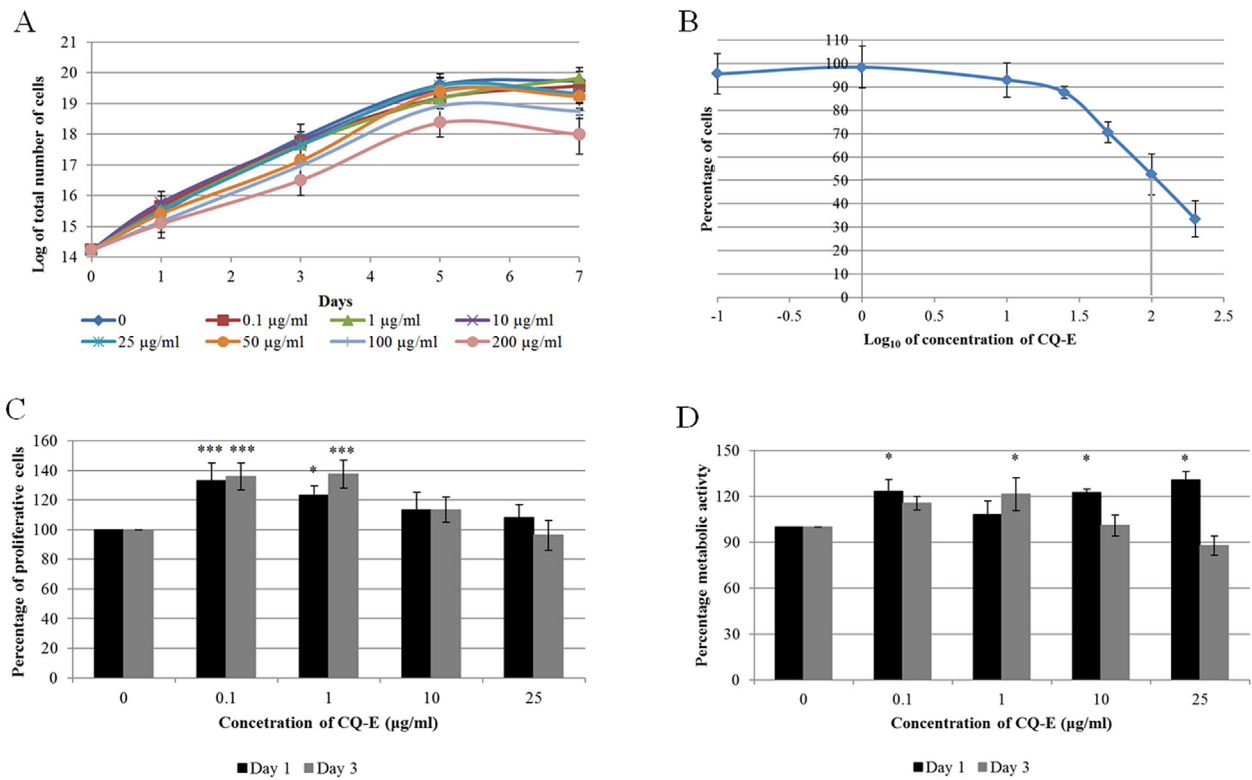 A
Log of total number of cells
21
20
19
18
17
16
15
14
0 1 2 3 4 5 6 7
Days
0 0.1 µg/ml 1 µg/ml 10 µg/ml
25 µg/ml 50 µg/ml 100 µg/ml 200 µg/ml
B
Percentage of cells
110
100
90
80
70
60
50
40
30
20
10
0
-1 -0.5 0 0.5 1 1.5 2 2.5
Log10 of concentration of CQ-E
C
Percentage of proliferative cells
160
140
120
100
80
60
40
20
0
*** *** * ***
0 0.1 1 10 25
Concetration of CQ-E (µg/ml)
Day 1 Day 3
D
Percentage metabolic activty
150
120
90
60
30
0
* * * *
0 0.1 1 10 25
Concentration of CQ-E (µg/ml)
Day 1 Day 3